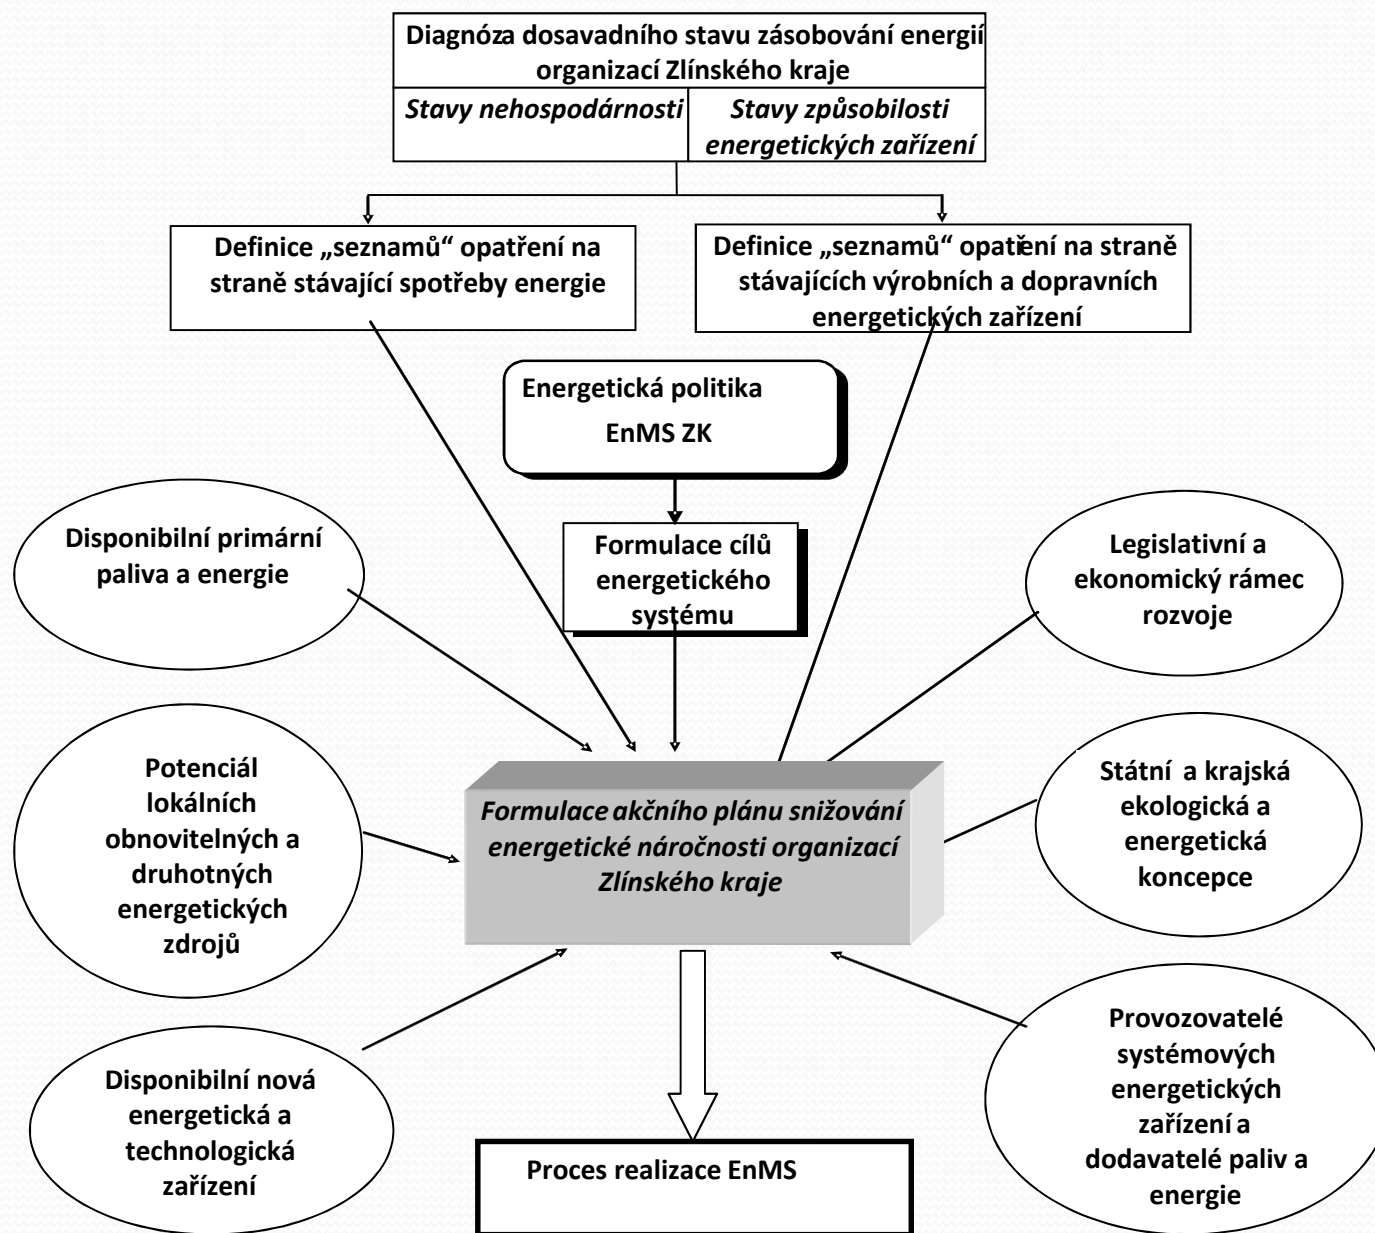 Diagnóza dosavadního stavu zásobování energií
organizací Zlínského kraje
Stavy nehospodárnosti
Stavy způsobilosti
energetických zařízení
Definice „seznamů“ opatření na
straně stávající spotřeby energie
Definice „seznamů“ opatření na straně
stávajících výrobních a dopravních
energetických zařízení
Energetická politika
EnMS ZK
Formulace cílů
energetického
systému
Disponibilní primární
paliva a energie
Legislativní a
ekonomický rámec
rozvoje
Potenciál
lokálních
obnovitelných a
druhotných
energetických
zdrojů
Formulace akčního plánu snižování
energetické náročnosti organizací
Zlínského kraje
Státní a krajská
ekologická a
energetická
koncepce
Disponibilní nová
energetická a
technologická
zařízení
Provozovatelé
systémových
energetických
zařízení a
dodavatelé paliv a
energie
Proces realizace EnMS